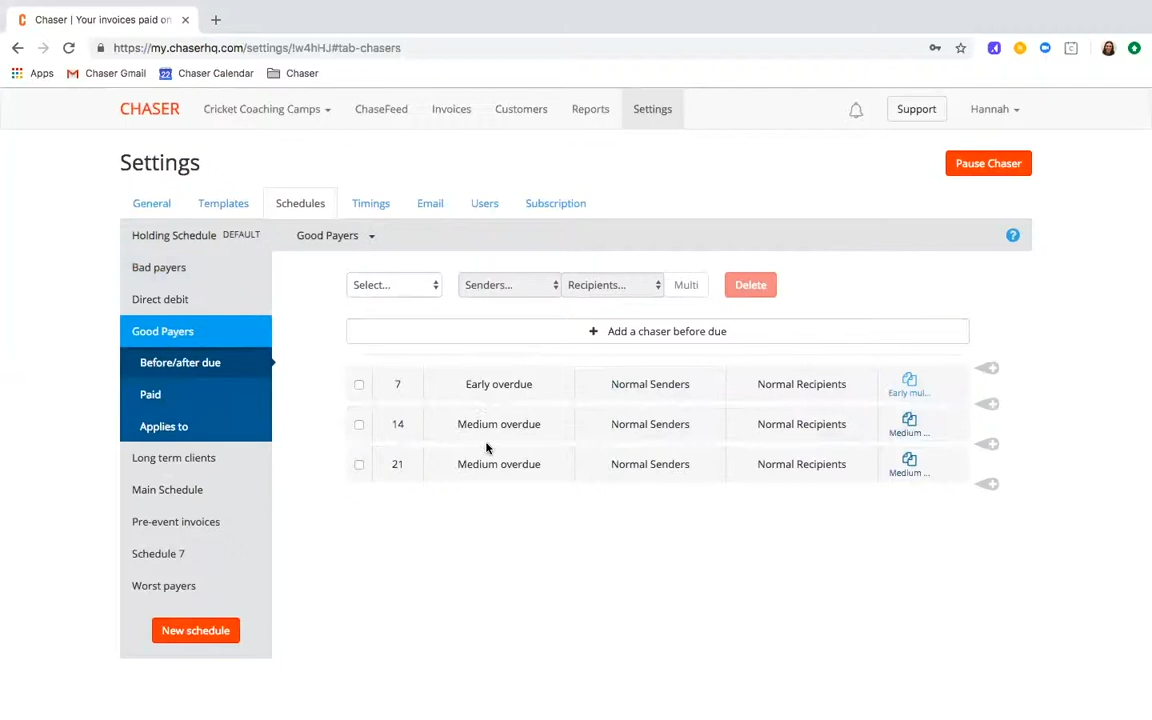 Chaser | Your invoices paid on
https://my.chaserhq.com/settings/!w4hHJ#tab-chasers
Apps Chaser Gmail 22 Chaser Calendar Chaser
CHASER Cricket Coaching Camps ChaseFeed Invoices Customers Reports Settings Support Hannah
Settings
Pause Chaser
General Templates Schedules Timings Email Users Subscription
Holding Schedule DEFAULT
Good Payers
?
Bad payers
Direct debit
Good Payers
Before/after due
Paid
Applies to
Long term clients
Main Schedule
Pre-event invoices
Schedule 7
Worst payers
New schedule
Select... Senders... Recipients... Multi Delete
+ Add a chaser before due
7 Early overdue Normal Senders Normal Recipients Early mul...
14 Medium overdue Normal Senders Normal Recipients Medium ...
21 Medium overdue Normal Senders Normal Recipients Medium ...